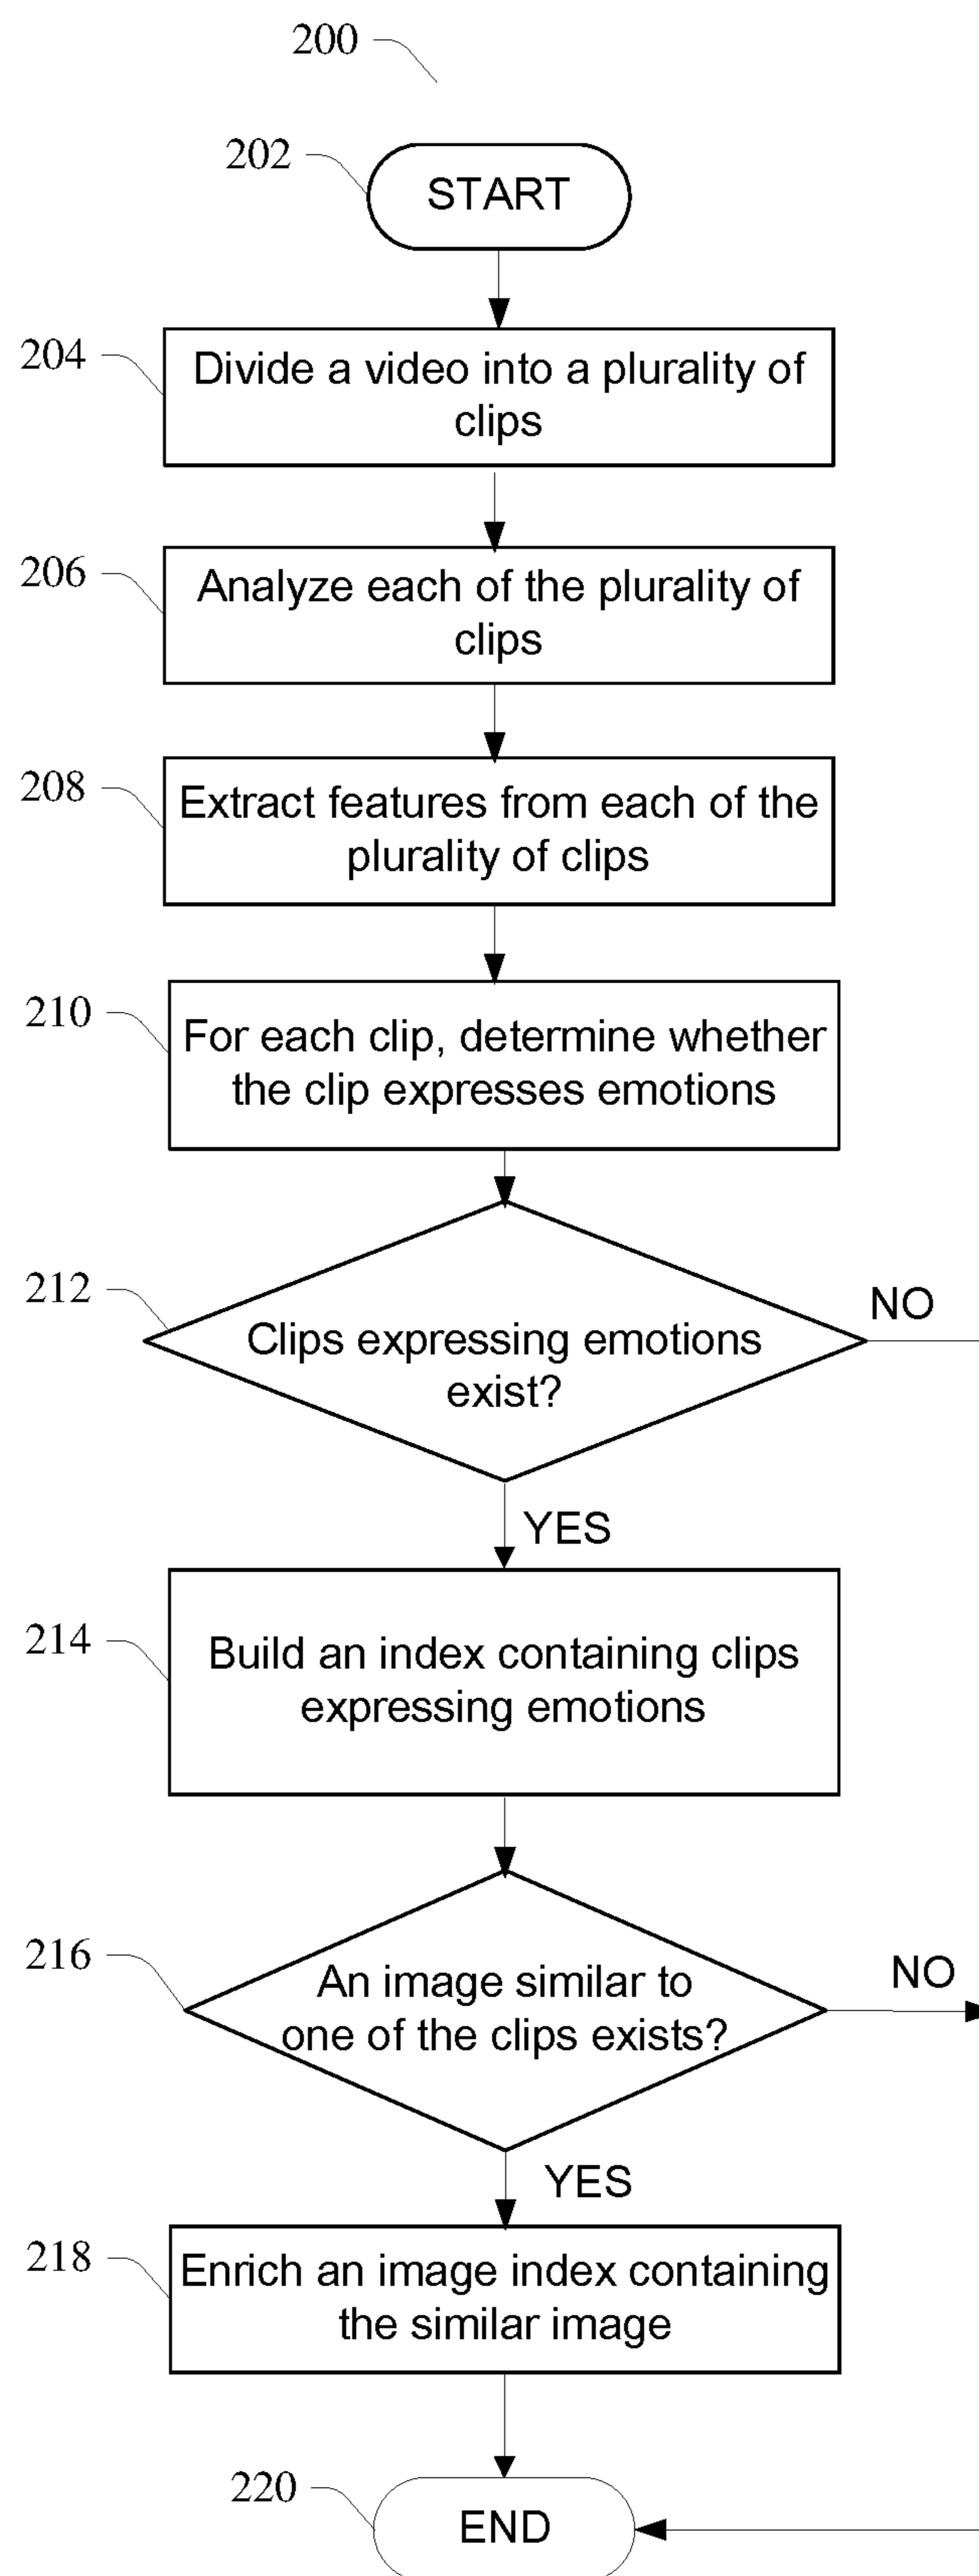 200
202
START
204
Divide a video into a plurality of
clips
206
Analyze each of the plurality of
clips
208
Extract features from each of the
plurality of clips
210
For each clip, determine whether
the clip expresses emotions
212
Clips expressing emotions
exist?
NO
YES
214
Build an index containing clips
expressing emotions
216
An image similar to
one of the clips exists?
NO
YES
218
Enrich an image index containing
the similar image
220
END